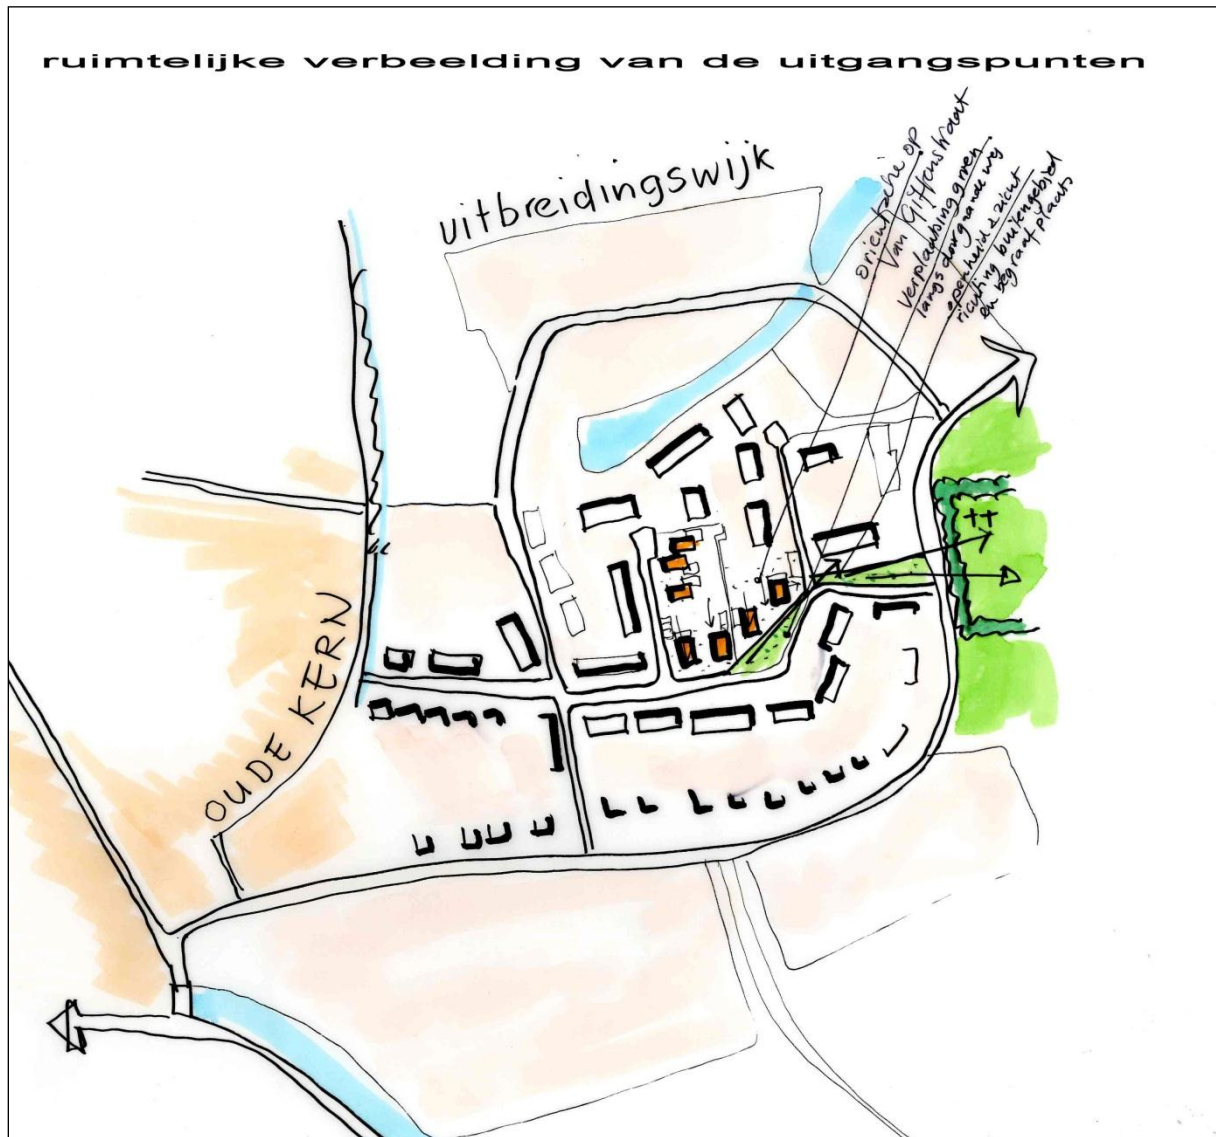 ruimtelijke verbeelding van de uitgangspunten
uitbreidingswijk
orientatie op
Van Giffenstraat
verplaatsing groen
langs doorgaande weg
openheid & zicht
richting buitengebied
en begraafplaats
OUDE KERN
++